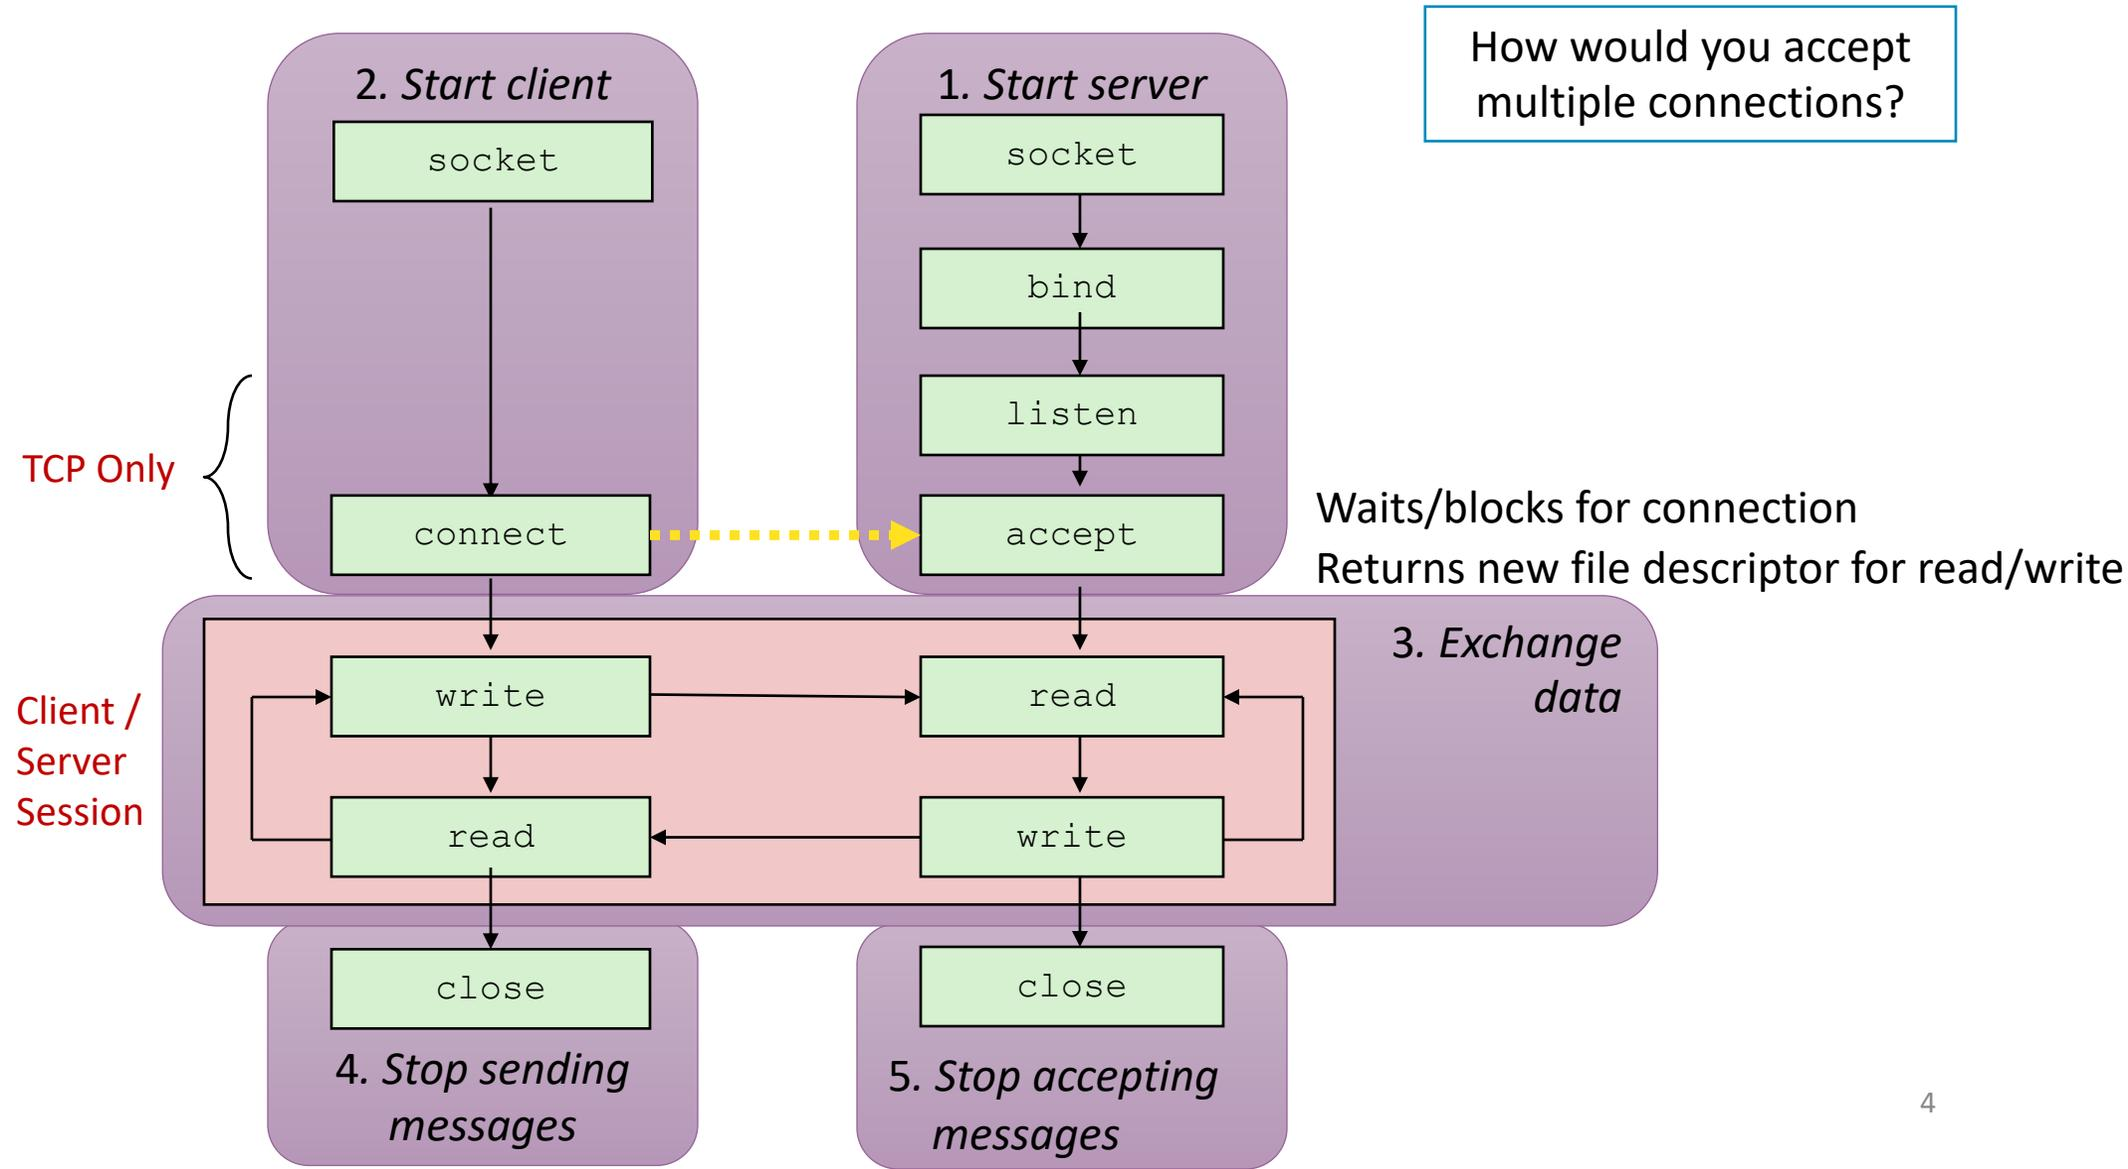 How would you accept
multiple connections?
2. Start client
socket
connect
1. Start server
socket
bind
listen
accept
TCP Only
Waits/blocks for connection
Returns new file descriptor for read/write
3. Exchange
data
Client /
Server
Session
write
read
read
write
close
4. Stop sending
messages
close
5. Stop accepting
messages
4